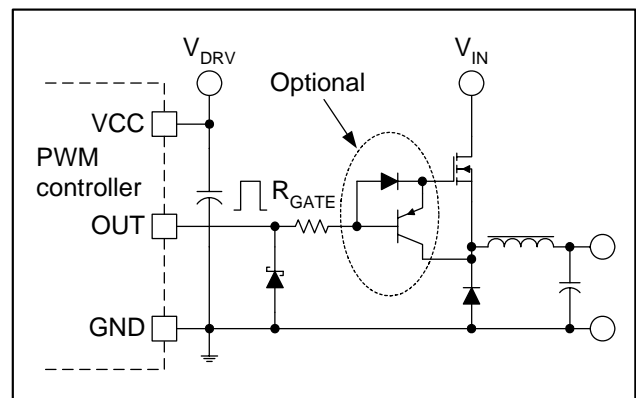 V_DRV
V_IN
Optional
VCC
PWM
controller
R_GATE
OUT
GND